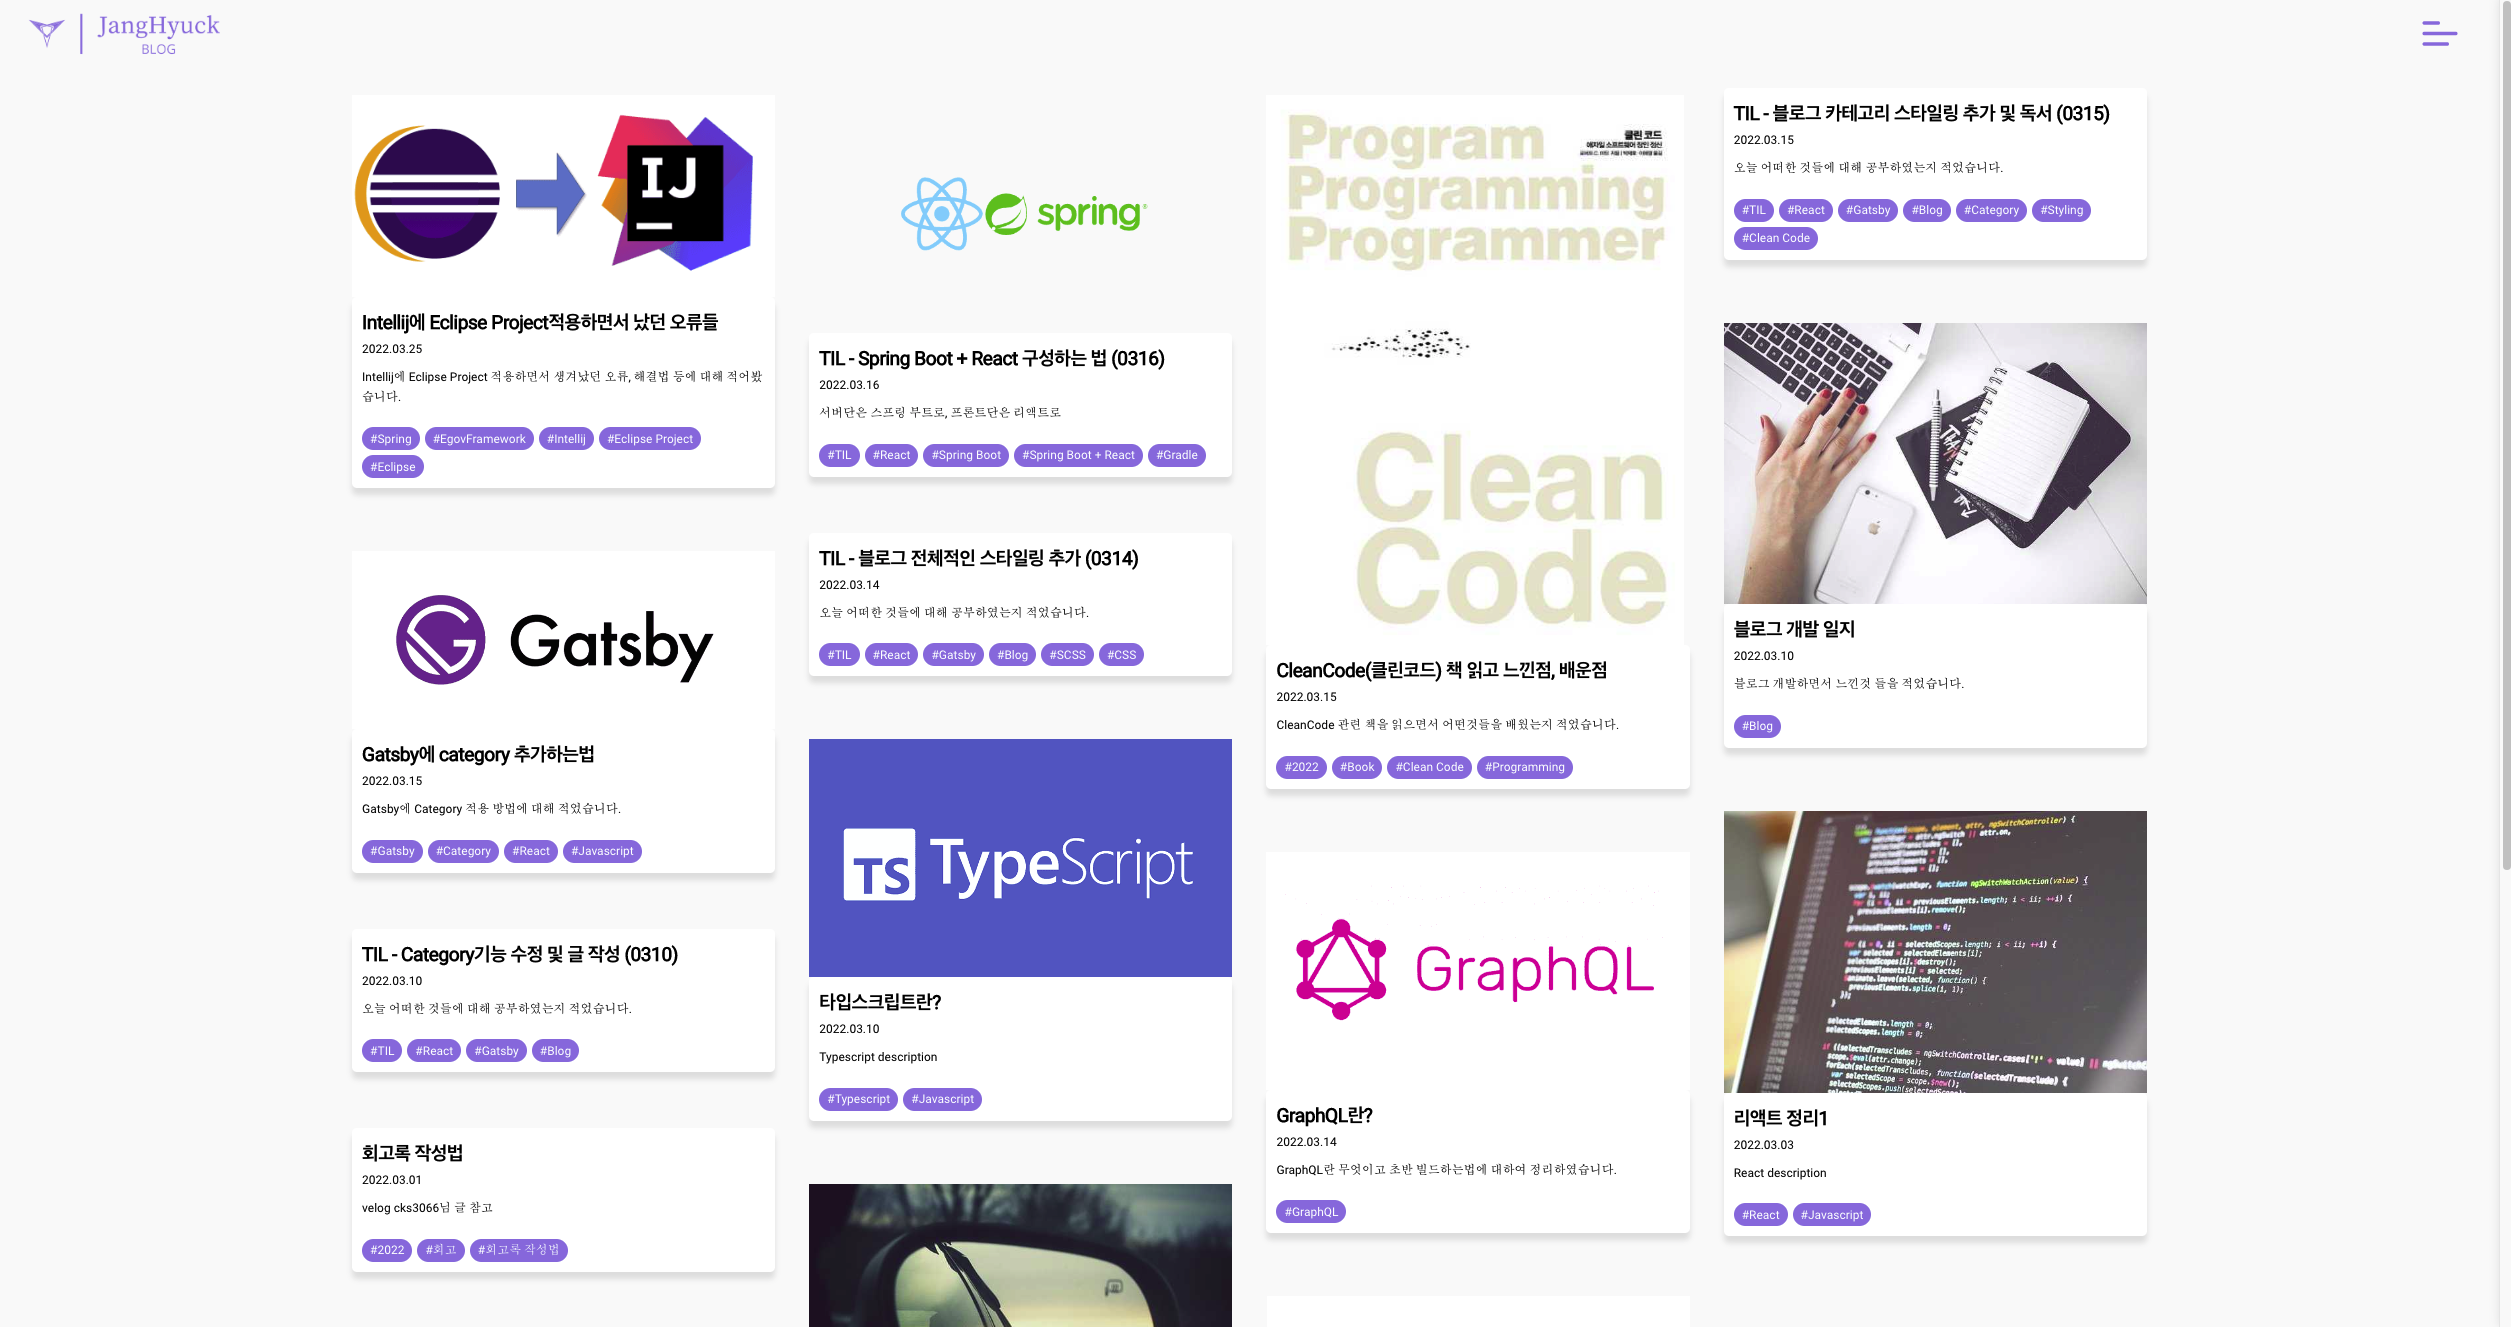 JangHyuck
BLOG
IJ
Intellij에 Eclipse Project적용하면서 났던 오류들
2022.03.25
Intellij에 Eclipse Project 적용하면서 생겨났던 오류, 해결법 등에 대해 적어봤
습니다.
#Spring #EgovFramework #Intellij #Eclipse Project
#Eclipse
Gatsby
Gatsby에 category 추가하는법
2022.03.15
Gatsby에 Category 적용 방법에 대해 적었습니다.
#Gatsby #Category #React #Javascript
TIL - Category기능 수정 및 글 작성 (0310)
2022.03.10
오늘 어떠한 것들에 대해 공부하였는지 적었습니다.
#TIL #React #Gatsby #Blog
회고록 작성법
2022.03.01
velog cks3066님 글 참고
#2022 #회고 #회고록 작성법
spring
TIL - Spring Boot + React 구성하는 법 (0316)
2022.03.16
서버단은 스프링 부트로, 프론트단은 리액트로
#TIL #React #Spring Boot #Spring Boot + React #Gradle
TIL - 블로그 전체적인 스타일링 추가 (0314)
2022.03.14
오늘 어떠한 것들에 대해 공부하였는지 적었습니다.
#TIL #React #Gatsby #Blog #SCSS #CSS
TS TypeScript
타입스크립트란?
2022.03.10
Typescript description
#Typescript #Javascript
Program
Programming
Programmer
클린 코드
애자일 소프트웨어 장인 정신
Clean
Code
CleanCode(클린코드) 책 읽고 느낀점, 배운점
2022.03.15
CleanCode 관련 책을 읽으면서 어떤것들을 배웠는지 적었습니다.
#2022 #Book #Clean Code #Programming
GraphQL
GraphQL란?
2022.03.14
GraphQL란 무엇이고 초반 빌드하는법에 대하여 정리하였습니다.
#GraphQL
TIL - 블로그 카테고리 스타일링 추가 및 독서 (0315)
2022.03.15
오늘 어떠한 것들에 대해 공부하였는지 적었습니다.
#TIL #React #Gatsby #Blog #Category #Styling
#Clean Code
블로그 개발 일지
2022.03.10
블로그 개발하면서 느낀것 들을 적었습니다.
#Blog
리액트 정리1
2022.03.03
React description
#React #Javascript